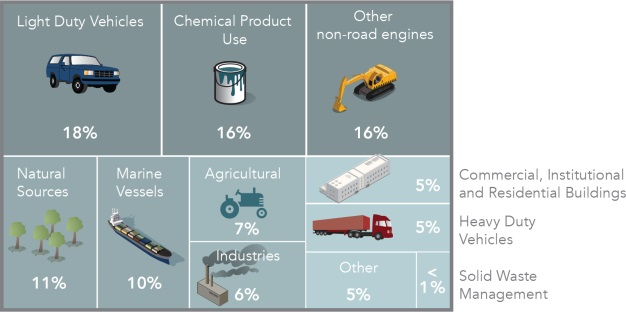 Light Duty Vehicles
18%
Chemical Product
Use
16%
Other
non-road engines
16%
Natural
Sources
11%
Marine
Vessels
10%
Agricultural
7%
Industries
6%
5%
Commercial, Institutional
and Residential Buildings
5%
Heavy Duty
Vehicles
Other
5%
<
1%
Solid Waste
Management